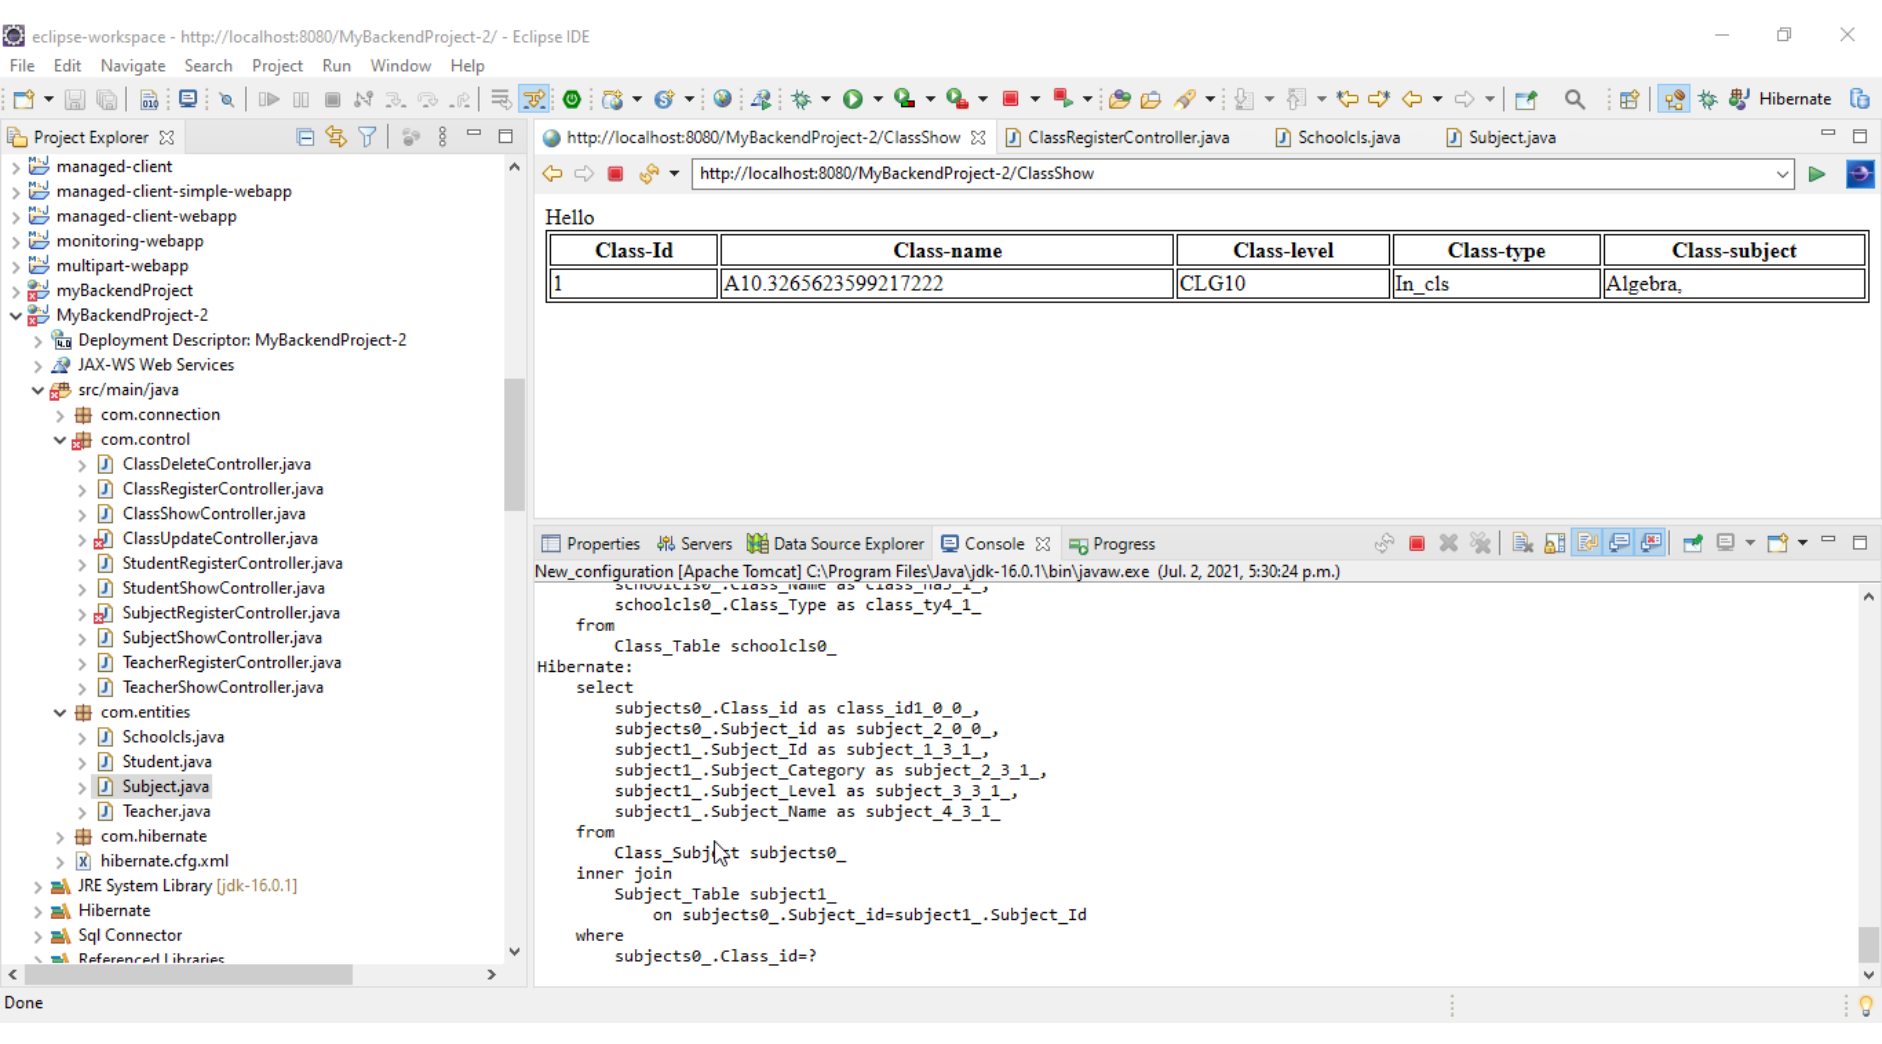 eclipse-workspace - http://localhost:8080/MyBackendProject-2/ - Eclipse IDE
File Edit Navigate Search Project Run Window Help
Hibernate
Project Explorer
managed-client
managed-client-simple-webapp
managed-client-webapp
monitoring-webapp
multipart-webapp
myBackendProject
MyBackendProject-2
Deployment Descriptor: MyBackendProject-2
JAX-WS Web Services
src/main/java
com.connection
com.control
ClassDeleteController.java
ClassRegisterController.java
ClassShowController.java
ClassUpdateController.java
StudentRegisterController.java
StudentShowController.java
SubjectRegisterController.java
SubjectShowController.java
TeacherRegisterController.java
TeacherShowController.java
com.entities
Schoolcls.java
Student.java
Subject.java
Teacher.java
com.hibernate
hibernate.cfg.xml
JRE System Library [jdk-16.0.1]
Hibernate
Sql Connector
Referenced Libraries
http://localhost:8080/MyBackendProject-2/ClassShow ClassRegisterController.java Schoolcls.java Subject.java
http://localhost:8080/MyBackendProject-2/ClassShow
Hello
Class-Id Class-name Class-level Class-type Class-subject
1 A10.3265623599217222 CLG10 In_cls Algebra,
Properties Servers Data Source Explorer Console Progress
New_configuration [Apache Tomcat] C:\Program Files\Java\jdk-16.0.1\bin\javaw.exe (Jul. 2, 2021, 5:30:24 p.m.)
schoolcls0_.Class_Name as class_na3_1_,
schoolcls0_.Class_Type as class_ty4_1_
from
Class_Table schoolcls0_
Hibernate:
select
subjects0_.Class_id as class_id1_0_0_,
subjects0_.Subject_id as subject_2_0_0_,
subject1_.Subject_Id as subject_1_3_1_,
subject1_.Subject_Category as subject_2_3_1_,
subject1_.Subject_Level as subject_3_3_1_,
subject1_.Subject_Name as subject_4_3_1_
from
Class_Subject subjects0_
inner join
Subject_Table subject1_
on subjects0_.Subject_id=subject1_.Subject_Id
where
subjects0_.Class_id=?
Done